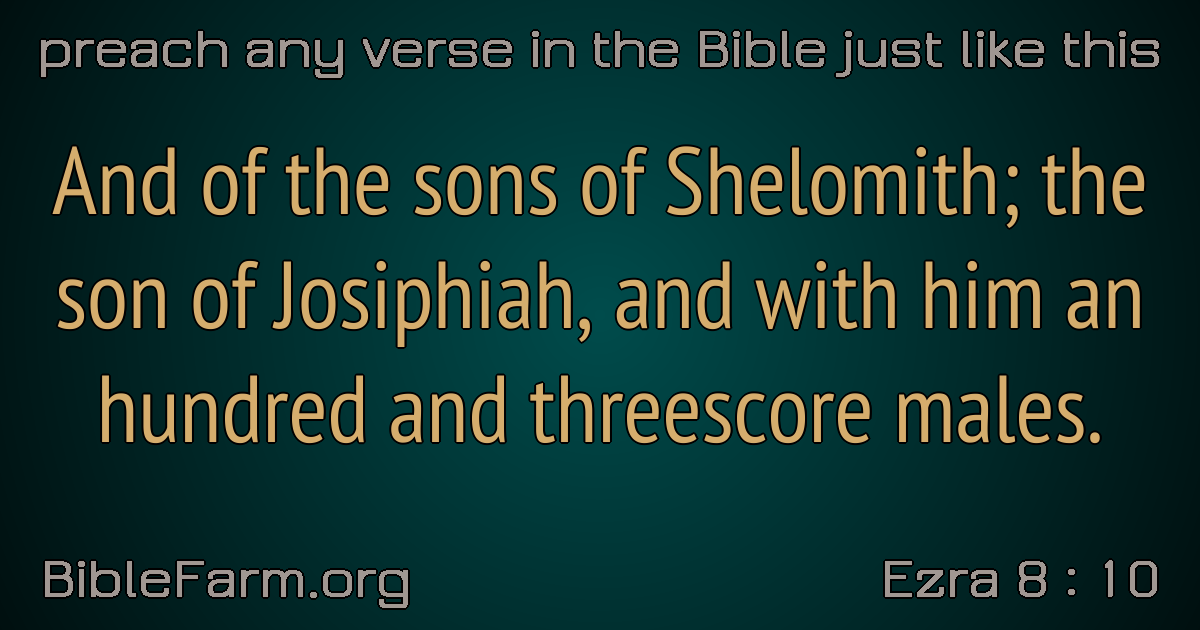 preach any verse in the Bible just like this
And of the sons of Shelomith; the
son of Josiphiah, and with him an
hundred and threescore males.
BibleFarm.org
Ezra 8 : 10